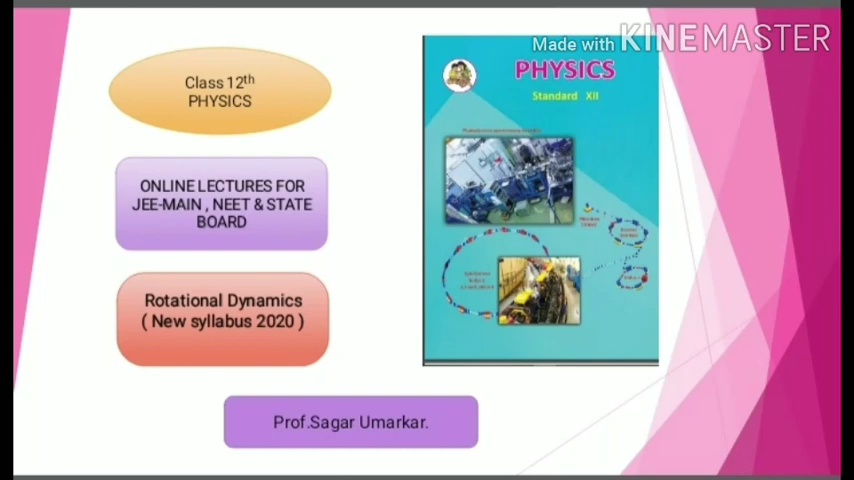 Made with KINEMASTER
Class 12th
PHYSICS
ONLINE LECTURES FOR
JEE-MAIN , NEET & STATE
BOARD
Rotational Dynamics
( New syllabus 2020 )
Prof.Sagar Umarkar.
PHYSICS
Standard XII